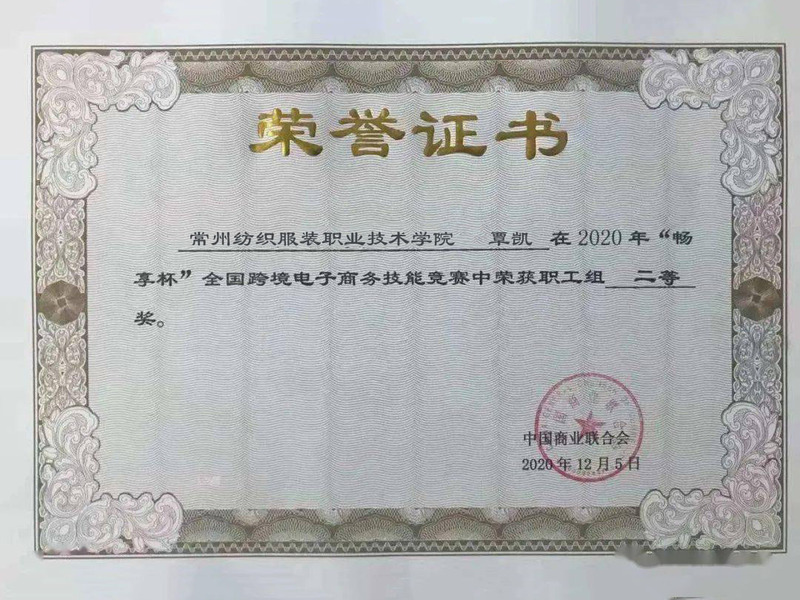 荣誉证书
常州纺织服装职业技术学院 覃凯 在2020年“畅
享杯”全国跨境电子商务技能竞赛中荣获职工组 二等
奖。
中国商业联合会
2020年12月5日